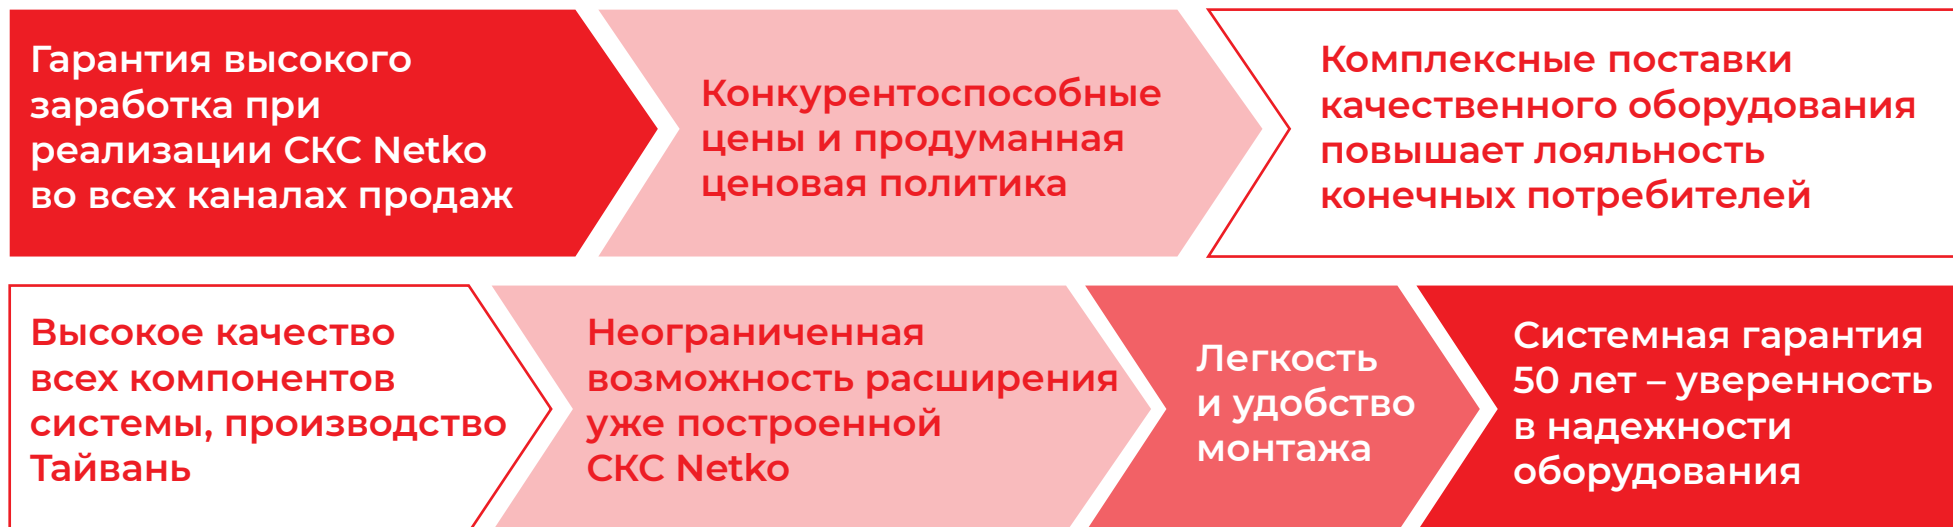 Гарантия высокого
заработка при
реализации СКС Netko
во всех каналах продаж
Конкурентоспособные
цены и продуманная
ценовая политика
Комплексные поставки
качественного оборудования
повышает лояльность
конечных потребителей
Высокое качество
всех компонентов
системы, производство
Тайвань
Неограниченная
возможность расширения
уже построенной
СКС Netko
Легкость
и удобство
монтажа
Системная гарантия
50 лет – уверенность
в надежности
оборудования